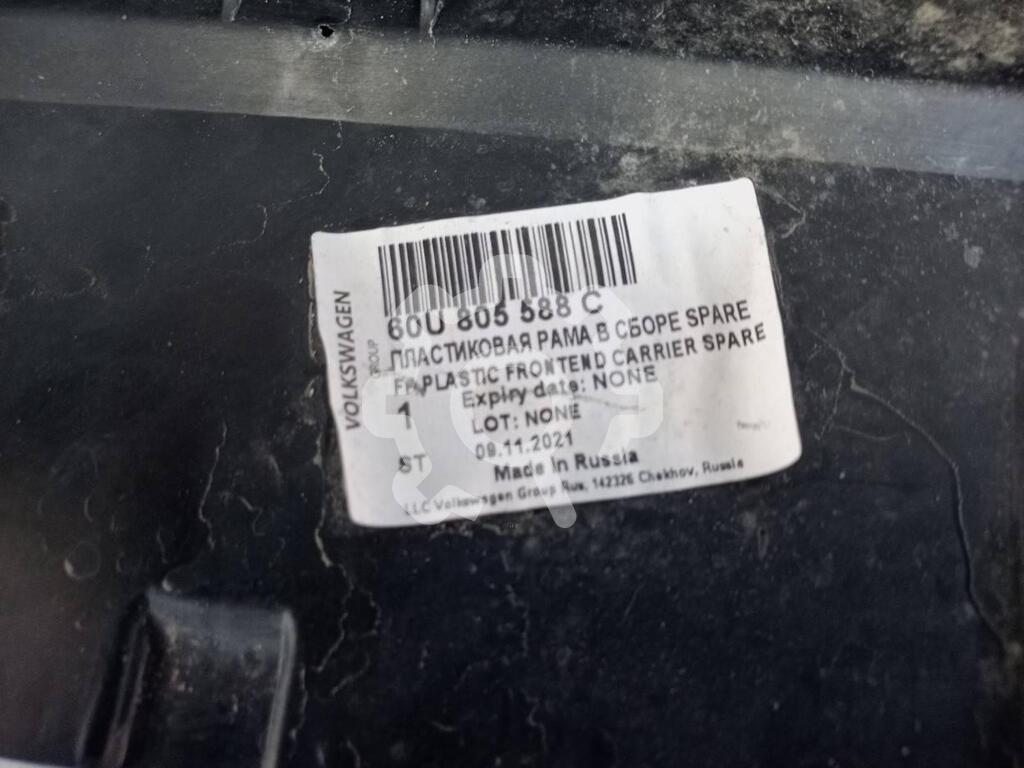 VOLKSWAGEN
GROUP
60U 805 588 C
ПЛАСТИКОВАЯ РАМА В СБОРЕ SPARE
PLASTIC FRONTEND CARRIER SPARE
Expiry date: NONE
1
LOT: NONE
09.11.2021
ST
Made in Russia
LLC Volkswagen Group Rus, 142326 Chekhov, Russia